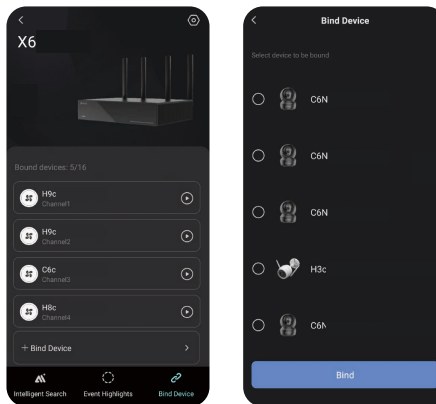 X6
Bound devices: 5/16
H9c
Channel1
H9c
Channel2
C6c
Channel3
H8c
Channel4
+ Bind Device
Intelligent Search
Event Highlights
Bind Device
Bind Device
Select device to be bound
C6N
C6N
C6N
H3c
C6N
Bind